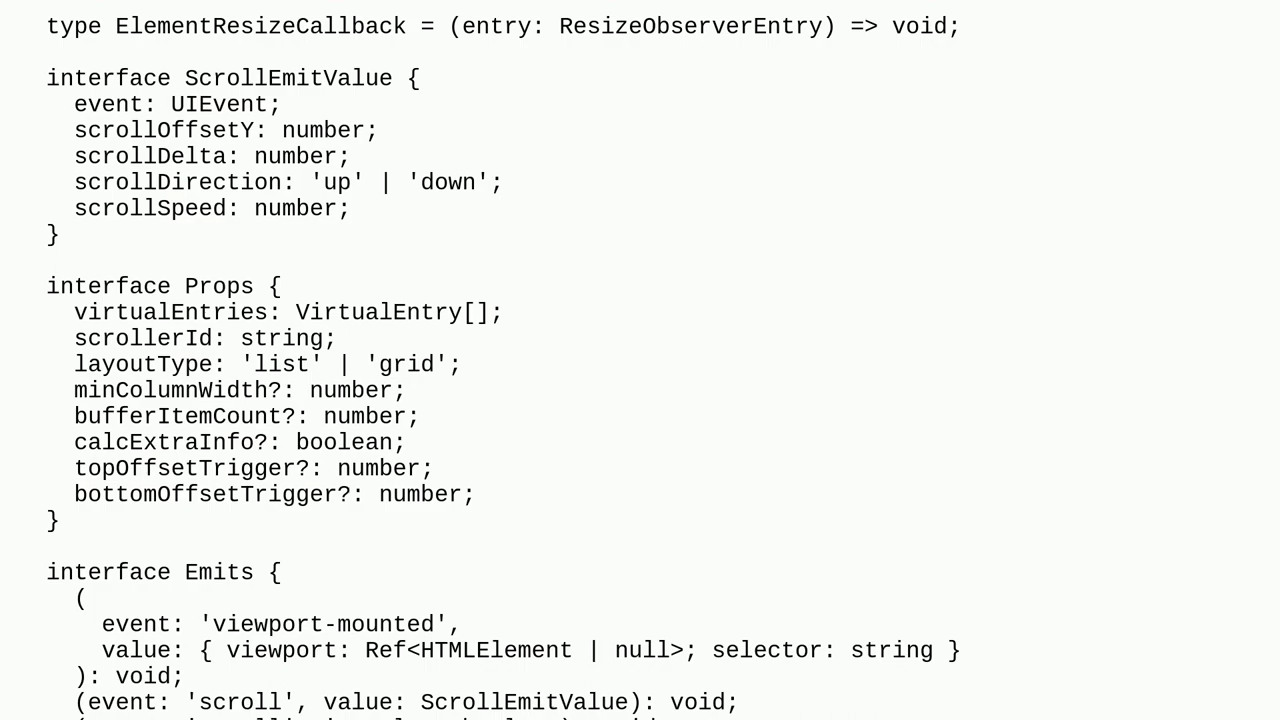 type ElementResizeCallback = (entry: ResizeObserverEntry) => void;
interface ScrollEmitValue {
  event: UIEvent;
  scrollOffsetY: number;
  scrollDelta: number;
  scrollDirection: 'up' | 'down';
  scrollSpeed: number;
}
interface Props {
  virtualEntries: VirtualEntry[];
  scrollerId: string;
  layoutType: 'list' | 'grid';
  minColumnWidth?: number;
  bufferItemCount?: number;
  calcExtraInfo?: boolean;
  topOffsetTrigger?: number;
  bottomOffsetTrigger?: number;
}
interface Emits {
  (
    event: 'viewport-mounted',
    value: { viewport: Ref<HTMLElement | null>; selector: string }
  ): void;
  (event: 'scroll', value: ScrollEmitValue): void;